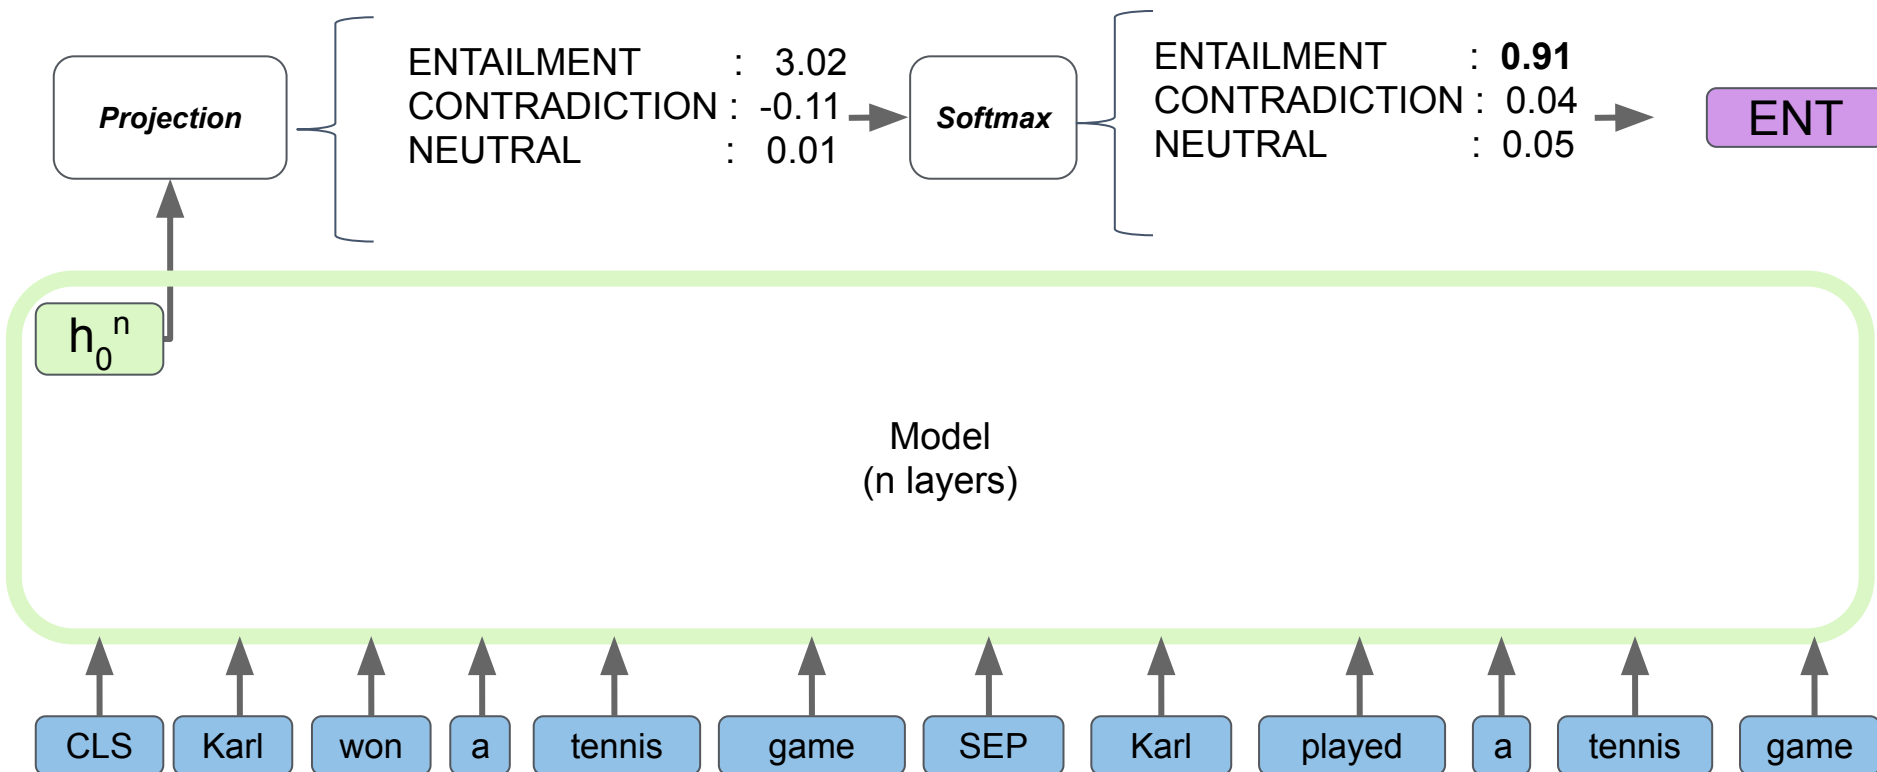 Projection
ENTAILMENT : 3.02
CONTRADICTION : -0.11
NEUTRAL : 0.01
Softmax
ENTAILMENT : 0.91
CONTRADICTION : 0.04
NEUTRAL : 0.05
ENT
h₀ⁿ
Model
(n layers)
CLS Karl won a tennis game SEP Karl played a tennis game